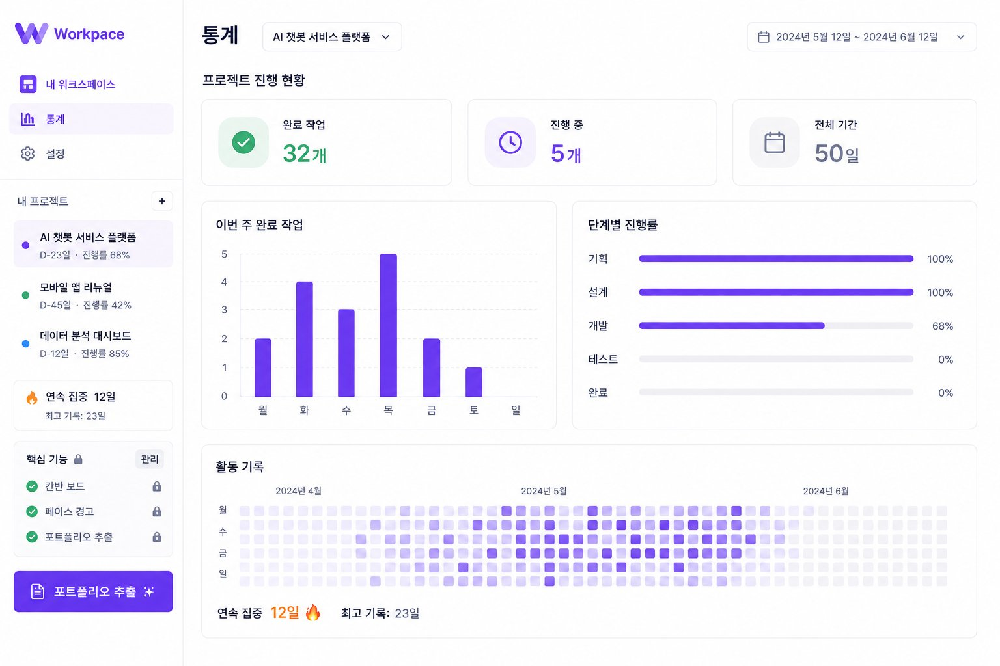 Workpace
내 워크스페이스
통계
설정
내 프로젝트
+
AI 챗봇 서비스 플랫폼
D-23일 · 진행률 68%
모바일 앱 리뉴얼
D-45일 · 진행률 42%
데이터 분석 대시보드
D-12일 · 진행률 85%
연속 집중 12일
최고 기록: 23일
핵심 기능 관리
칸반 보드
페이스 경고
포트폴리오 추출
포트폴리오 추출
통계
AI 챗봇 서비스 플랫폼
2024년 5월 12일 ~ 2024년 6월 12일
프로젝트 진행 현황
완료 작업
32개
진행 중
5개
전체 기간
50일
이번 주 완료 작업
5
4
3
2
1
0
월 화 수 목 금 토 일
단계별 진행률
기획 100%
설계 100%
개발 68%
테스트 0%
완료 0%
활동 기록
2024년 4월 2024년 5월 2024년 6월
월
수
금
일
연속 집중 12일 최고 기록: 23일